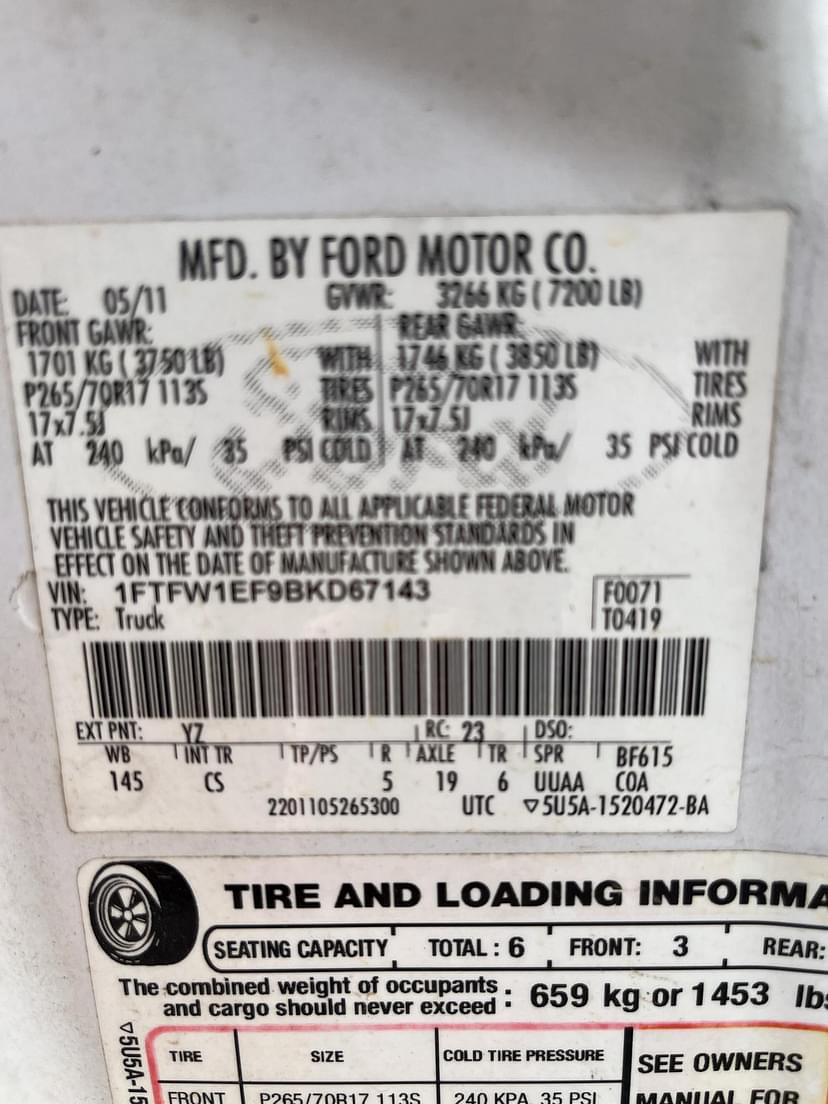 MFD. BY FORD MOTOR CO.
DATE: 05/11 GVWR: 3266 KG ( 7200 LB)
FRONT GAWR: REAR GAWR:
1701 KG ( 3750 LB) WITH 1746 KG ( 3850 LB) WITH
P265/70R17 113S TIRES P265/70R17 113S TIRES
17x7.5J RIMS 17x7.5J RIMS
AT 240 kPa/ 35 PSI COLD AT 240 kPa/ 35 PSI COLD
THIS VEHICLE CONFORMS TO ALL APPLICABLE FEDERAL MOTOR
VEHICLE SAFETY AND THEFT PREVENTION STANDARDS IN
EFFECT ON THE DATE OF MANUFACTURE SHOWN ABOVE.
VIN: 1FTFW1EF9BKD67143 F0071
TYPE: Truck T0419
EXT PNT: YZ RC: 23 DSO:
WB INT TR TP/PS R AXLE TR SPR BF615
145 CS 5 19 6 UUAA COA
2201105265300 UTC ▽5U5A-1520472-BA
TIRE AND LOADING INFORMA
SEATING CAPACITY TOTAL : 6 FRONT: 3 REAR:
The combined weight of occupants
and cargo should never exceed : 659 kg or 1453 lbs
▽5U5A-15
TIRE SIZE COLD TIRE PRESSURE SEE OWNERS
FRONT P265/70R17 113S 240 KPA, 35 PSI MANUAL FOR